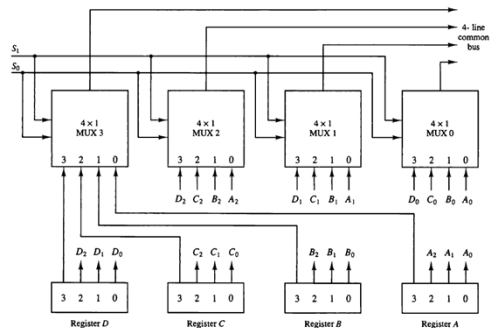 4- line
common
bus
S₁
S₀
4 × 1 4 × 1 4 × 1 4 × 1
MUX 3 MUX 2 MUX 1 MUX 0
3 2 1 0 3 2 1 0 3 2 1 0 3 2 1 0
D₂ C₂ B₂ A₂ D₁ C₁ B₁ A₁ D₀ C₀ B₀ A₀
D₂ D₁ D₀ C₂ C₁ C₀ B₂ B₁ B₀ A₂ A₁ A₀
3 2 1 0 3 2 1 0 3 2 1 0 3 2 1 0
Register D Register C Register B Register A